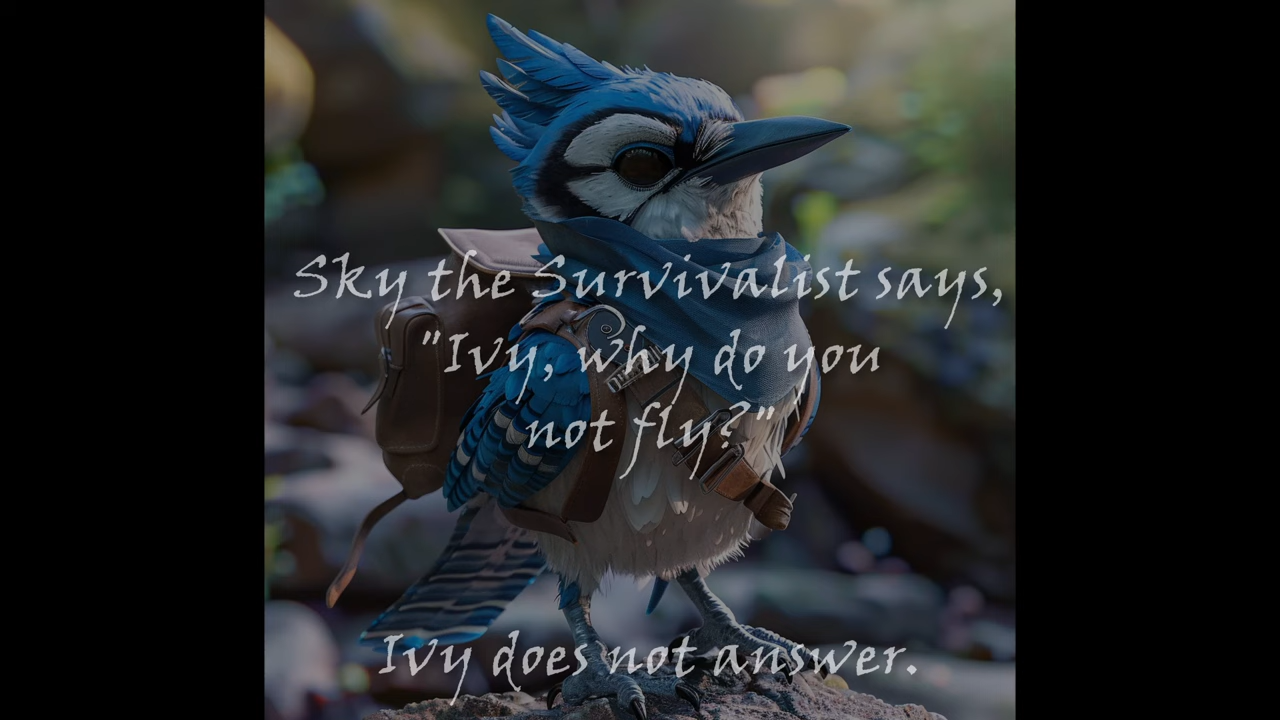 Sky the Survivalist says,
"Ivy, why do you
not fly?"
Ivy does not answer.